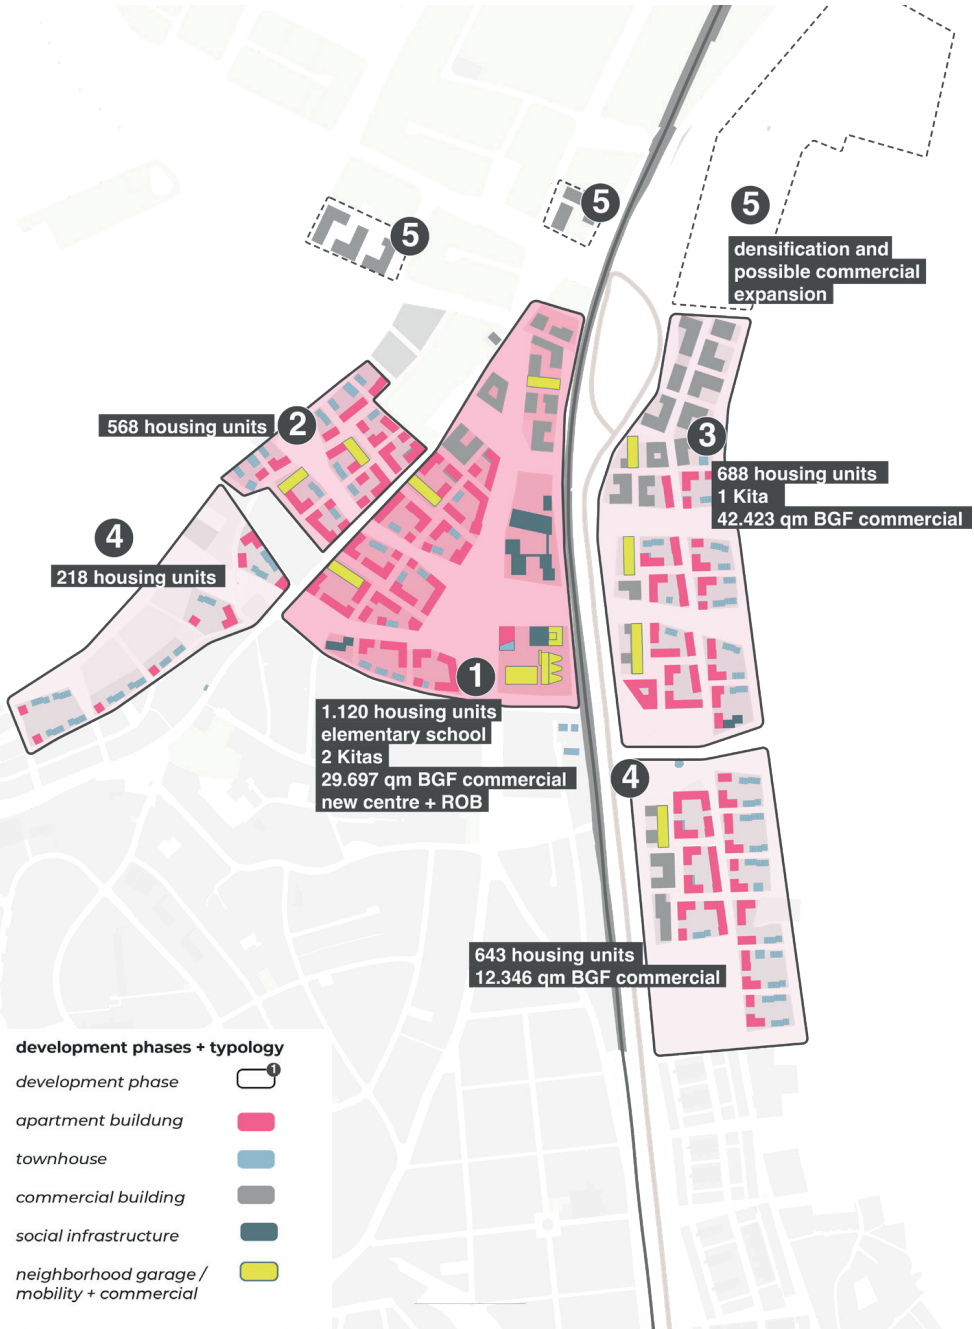 5
5
5
densification and
possible commercial
expansion
2
568 housing units
3
688 housing units
1 Kita
42.423 qm BGF commercial
4
218 housing units
1
1.120 housing units
elementary school
2 Kitas
29.697 qm BGF commercial
new centre + ROB
4
643 housing units
12.346 qm BGF commercial
development phases + typology
development phase
1
apartment buildung
townhouse
commercial building
social infrastructure
neighborhood garage /
mobility + commercial